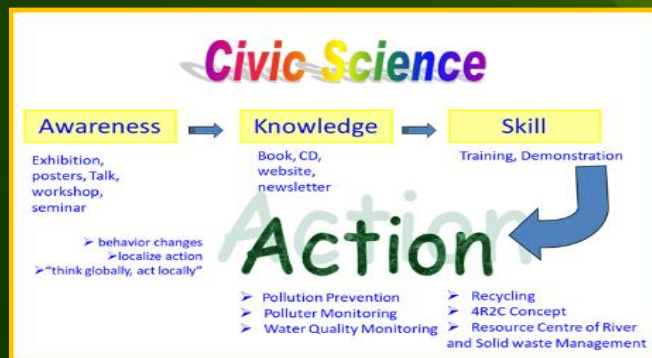 Civic Science
Awareness
Knowledge
Skill
Exhibition,
posters, Talk,
workshop,
seminar
Book, CD,
website,
newsletter
Training, Demonstration
Action
➢ behavior changes
➢localize action
➢"think globally, act locally"
➢ Pollution Prevention
➢ Polluter Monitoring
➢ Water Quality Monitoring
➢ Recycling
➢ 4R2C Concept
➢ Resource Centre of River
and Solid waste Management